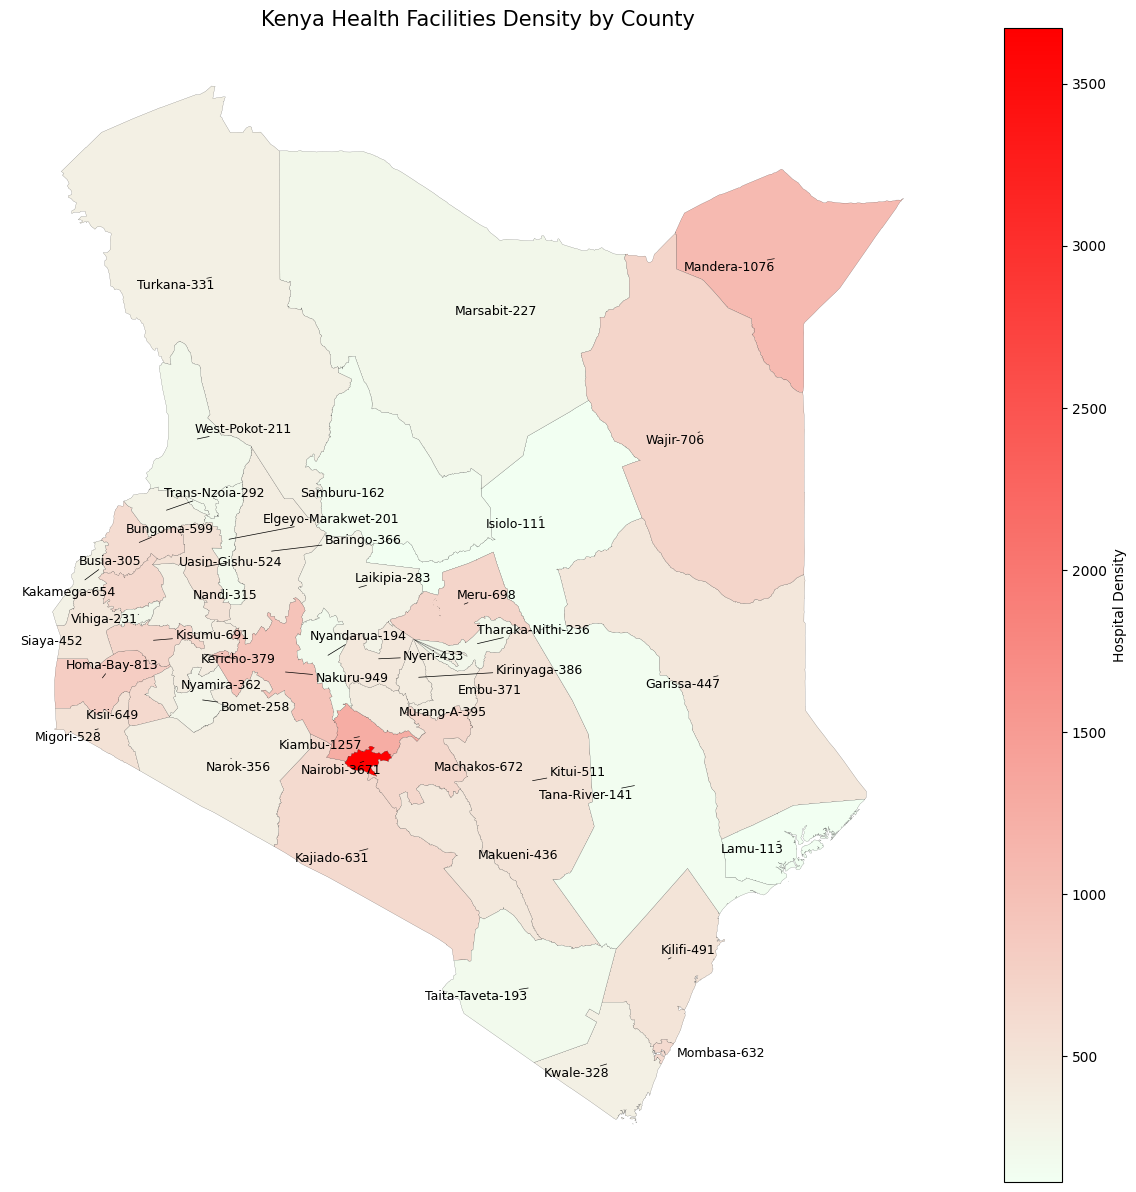 Kenya Health Facilities Density by County
Turkana-331
Marsabit-227
Mandera-1076
West-Pokot-211
Wajir-706
Trans-Nzoia-292
Samburu-162
Elgeyo-Marakwet-201
Isiolo-111
Bungoma-599
Baringo-366
Busia-305
Uasin-Gishu-524
Laikipia-283
Kakamega-654
Nandi-315
Meru-698
Vihiga-231
Siaya-452
Kisumu-691
Nyandarua-194
Tharaka-Nithi-236
Homa-Bay-813
Kericho-379
Nyeri-433
Kirinyaga-386
Nyamira-362
Nakuru-949
Embu-371
Garissa-447
Kisii-649
Bomet-258
Murang-A-395
Migori-528
Kiambu-1257
Narok-356
Nairobi-3671
Machakos-672
Kitui-511
Tana-River-141
Kajiado-631
Makueni-436
Lamu-113
Kilifi-491
Taita-Taveta-193
Mombasa-632
Kwale-328
3500
3000
2500
2000
1500
1000
500
Hospital Density